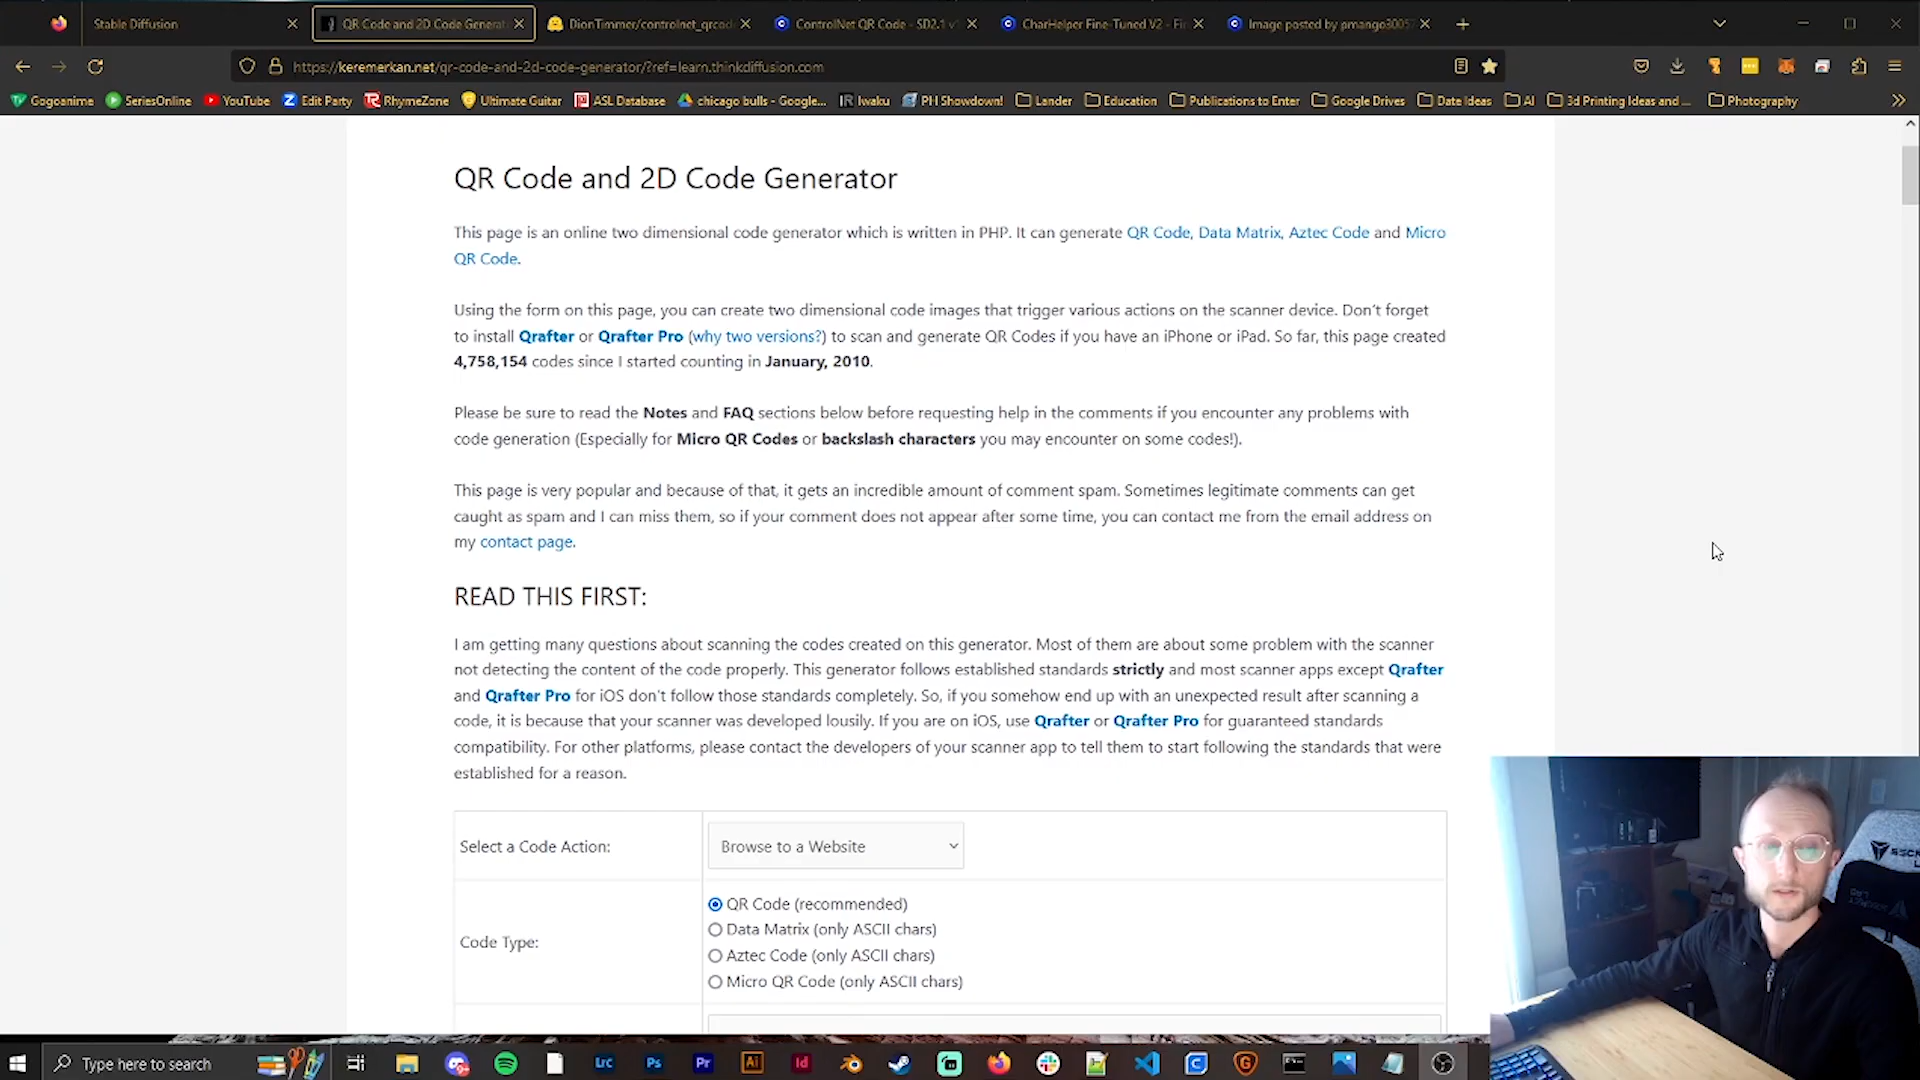 Stable Diffusion
QR Code and 2D Code Generat
DionTimmer/controlnet_qrcod
ControlNet QR Code - SD2.1 v1
CharHelper Fine-Tuned V2 - Fi
Image posted by pmango3005
https://keremerkan.net/qr-code-and-2d-code-generator/?ref=learn.thinkdiffusion.com
Gogoanime SeriesOnline YouTube Edit Party RhymeZone Ultimate Guitar ASL Database chicago bulls - Google... Iwaku PH Showdown! Lander Education Publications to Enter Google Drives Date Ideas AI 3d Printing Ideas and ... Photography
QR Code and 2D Code Generator
This page is an online two dimensional code generator which is written in PHP. It can generate QR Code, Data Matrix, Aztec Code and Micro
QR Code.
Using the form on this page, you can create two dimensional code images that trigger various actions on the scanner device. Don't forget
to install Qrafter or Qrafter Pro (why two versions?) to scan and generate QR Codes if you have an iPhone or iPad. So far, this page created
4,758,154 codes since I started counting in January, 2010.
Please be sure to read the Notes and FAQ sections below before requesting help in the comments if you encounter any problems with
code generation (Especially for Micro QR Codes or backslash characters you may encounter on some codes!).
This page is very popular and because of that, it gets an incredible amount of comment spam. Sometimes legitimate comments can get
caught as spam and I can miss them, so if your comment does not appear after some time, you can contact me from the email address on
my contact page.
READ THIS FIRST:
I am getting many questions about scanning the codes created on this generator. Most of them are about some problem with the scanner
not detecting the content of the code properly. This generator follows established standards strictly and most scanner apps except Qrafter
and Qrafter Pro for iOS don't follow those standards completely. So, if you somehow end up with an unexpected result after scanning a
code, it is because that your scanner was developed lousily. If you are on iOS, use Qrafter or Qrafter Pro for guaranteed standards
compatibility. For other platforms, please contact the developers of your scanner app to tell them to start following the standards that were
established for a reason.
Select a Code Action:
Browse to a Website
Code Type:
QR Code (recommended)
Data Matrix (only ASCII chars)
Aztec Code (only ASCII chars)
Micro QR Code (only ASCII chars)
Type here to search
Lrc
Ps
Pr
Ai
Id